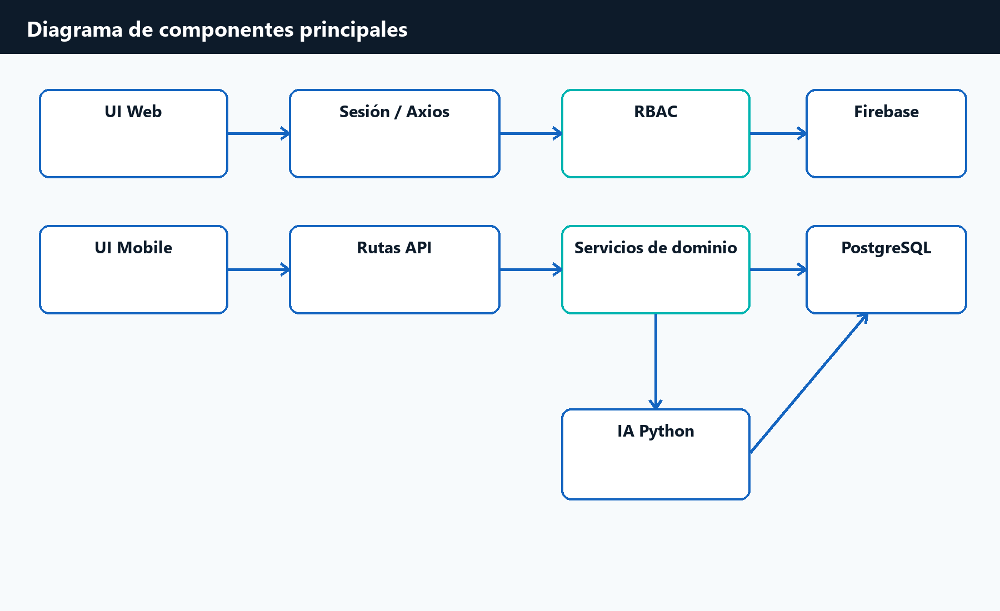 Diagrama de componentes principales
UI Web
Sesión / Axios
RBAC
Firebase
UI Mobile
Rutas API
Servicios de dominio
PostgreSQL
IA Python